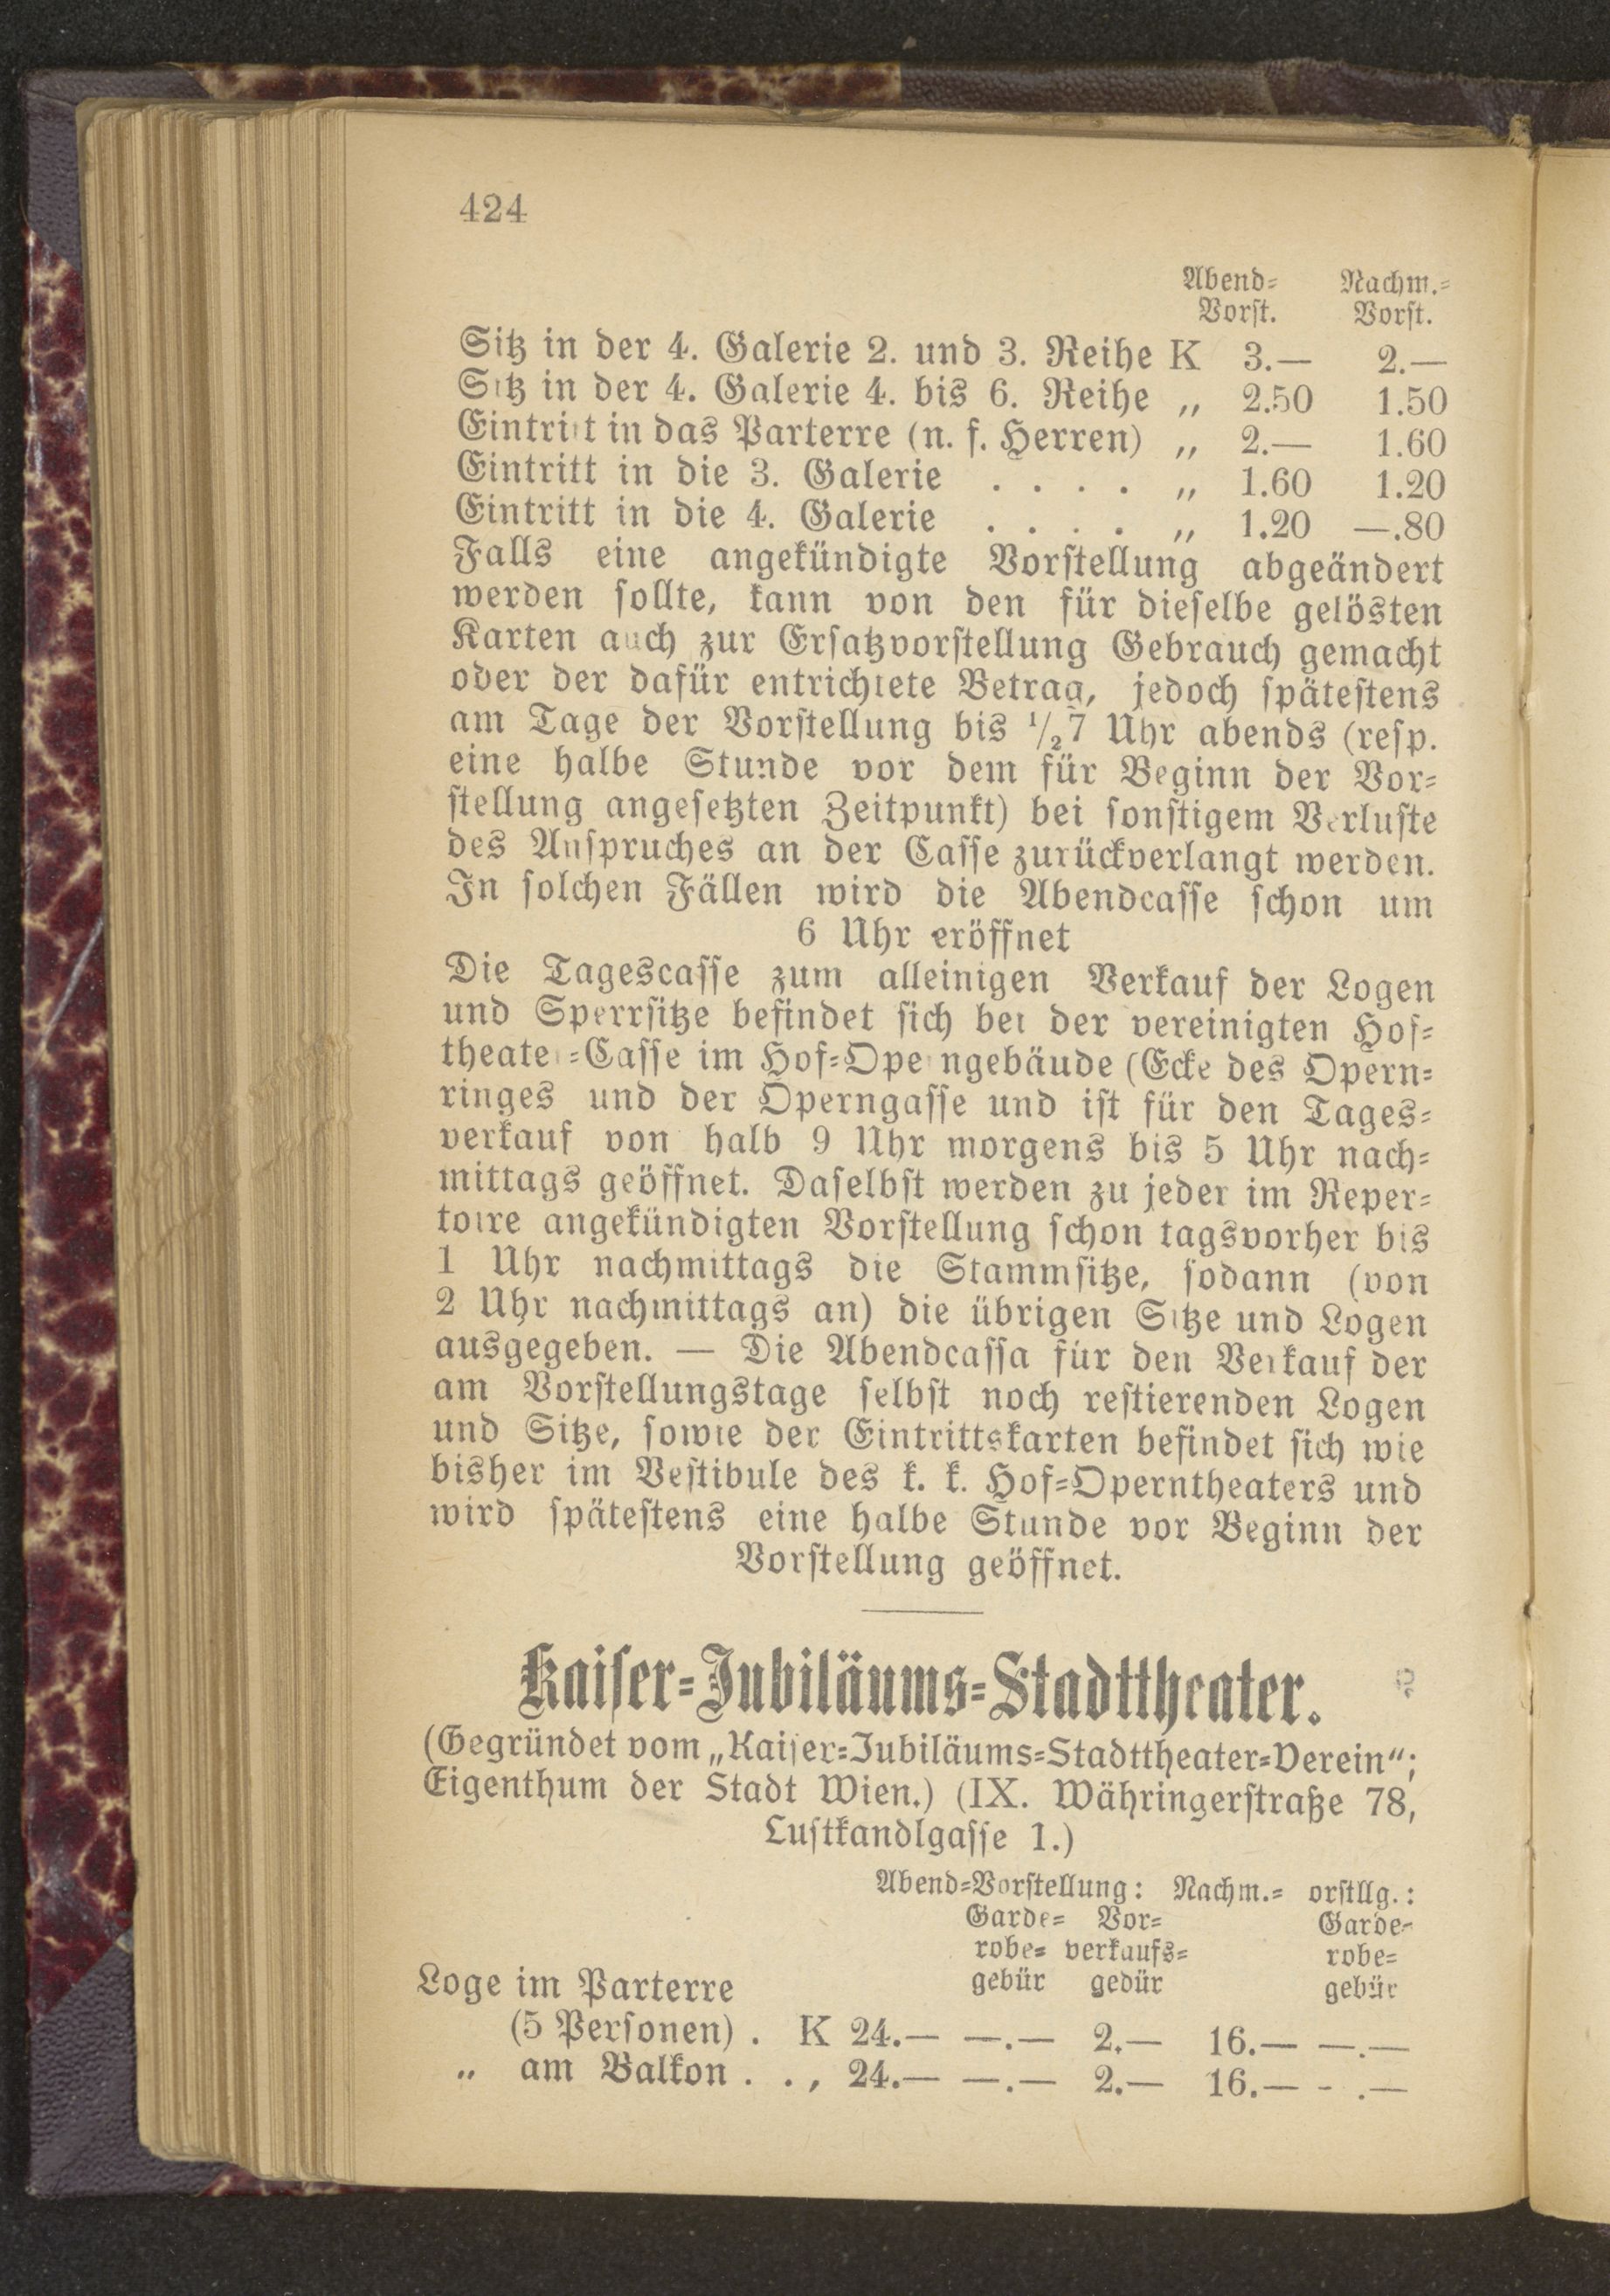 424
Abend= Nachm.=
Vorst. Vorst.
Sitz in der 4. Galerie 2. und 3. Reihe K 3.— 2.—
Sitz in der 4. Galerie 4. bis 6. Reihe „ 2.50 1.50
Eintritt in das Parterre (n. f. Herren) „ 2.— 1.60
Eintritt in die 3. Galerie . . . . „ 1.60 1.20
Eintritt in die 4. Galerie . . . . „ 1.20 —.80
Falls eine angekündigte Vorstellung abgeändert
werden sollte, kann von den für dieselbe gelösten
Karten auch zur Ersatzvorstellung Gebrauch gemacht
oder der dafür entrichtete Betrag, jedoch spätestens
am Tage der Vorstellung bis 1/2 7 Uhr abends (resp.
eine halbe Stunde vor dem für Beginn der Vor=
stellung angesetzten Zeitpunkt) bei sonstigem Verluste
des Anspruches an der Casse zurückverlangt werden.
In solchen Fällen wird die Abendcasse schon um
6 Uhr eröffnet
Die Tagescasse zum alleinigen Verkauf der Logen
und Sperrsitze befindet sich bei der vereinigten Hof=
theater=Casse im Hof=Operngebäude (Ecke des Opern=
ringes und der Operngasse und ist für den Tages=
verkauf von halb 9 Uhr morgens bis 5 Uhr nach=
mittags geöffnet. Daselbst werden zu jeder im Reper=
toire angekündigten Vorstellung schon tagsvorher bis
1 Uhr nachmittags die Stammsitze, sodann (von
2 Uhr nachmittags an) die übrigen Sitze und Logen
ausgegeben. — Die Abendcassa für den Verkauf der
am Vorstellungstage selbst noch restierenden Logen
und Sitze, sowie der Eintrittskarten befindet sich wie
bisher im Vestibule des k. k. Hof=Operntheaters und
wird spätestens eine halbe Stunde vor Beginn der
Vorstellung geöffnet.
Kaiser=Jubiläums=Stadttheater.
(Gegründet vom „Kaiser=Jubiläums=Stadttheater=Verein“;
Eigenthum der Stadt Wien.) (IX. Währingerstraße 78,
Lustkandlgasse 1.)
Abend=Vorstellung: Nachm.= orstllg.:
Garde= Vor= Garde=
robe= verkaufs= robe=
gebür gebür gebür
Loge im Parterre
(5 Personen) . K 24.— —.— 2.— 16.— —.—
„ am Balkon . . , 24.— —.— 2.— 16.— - .—